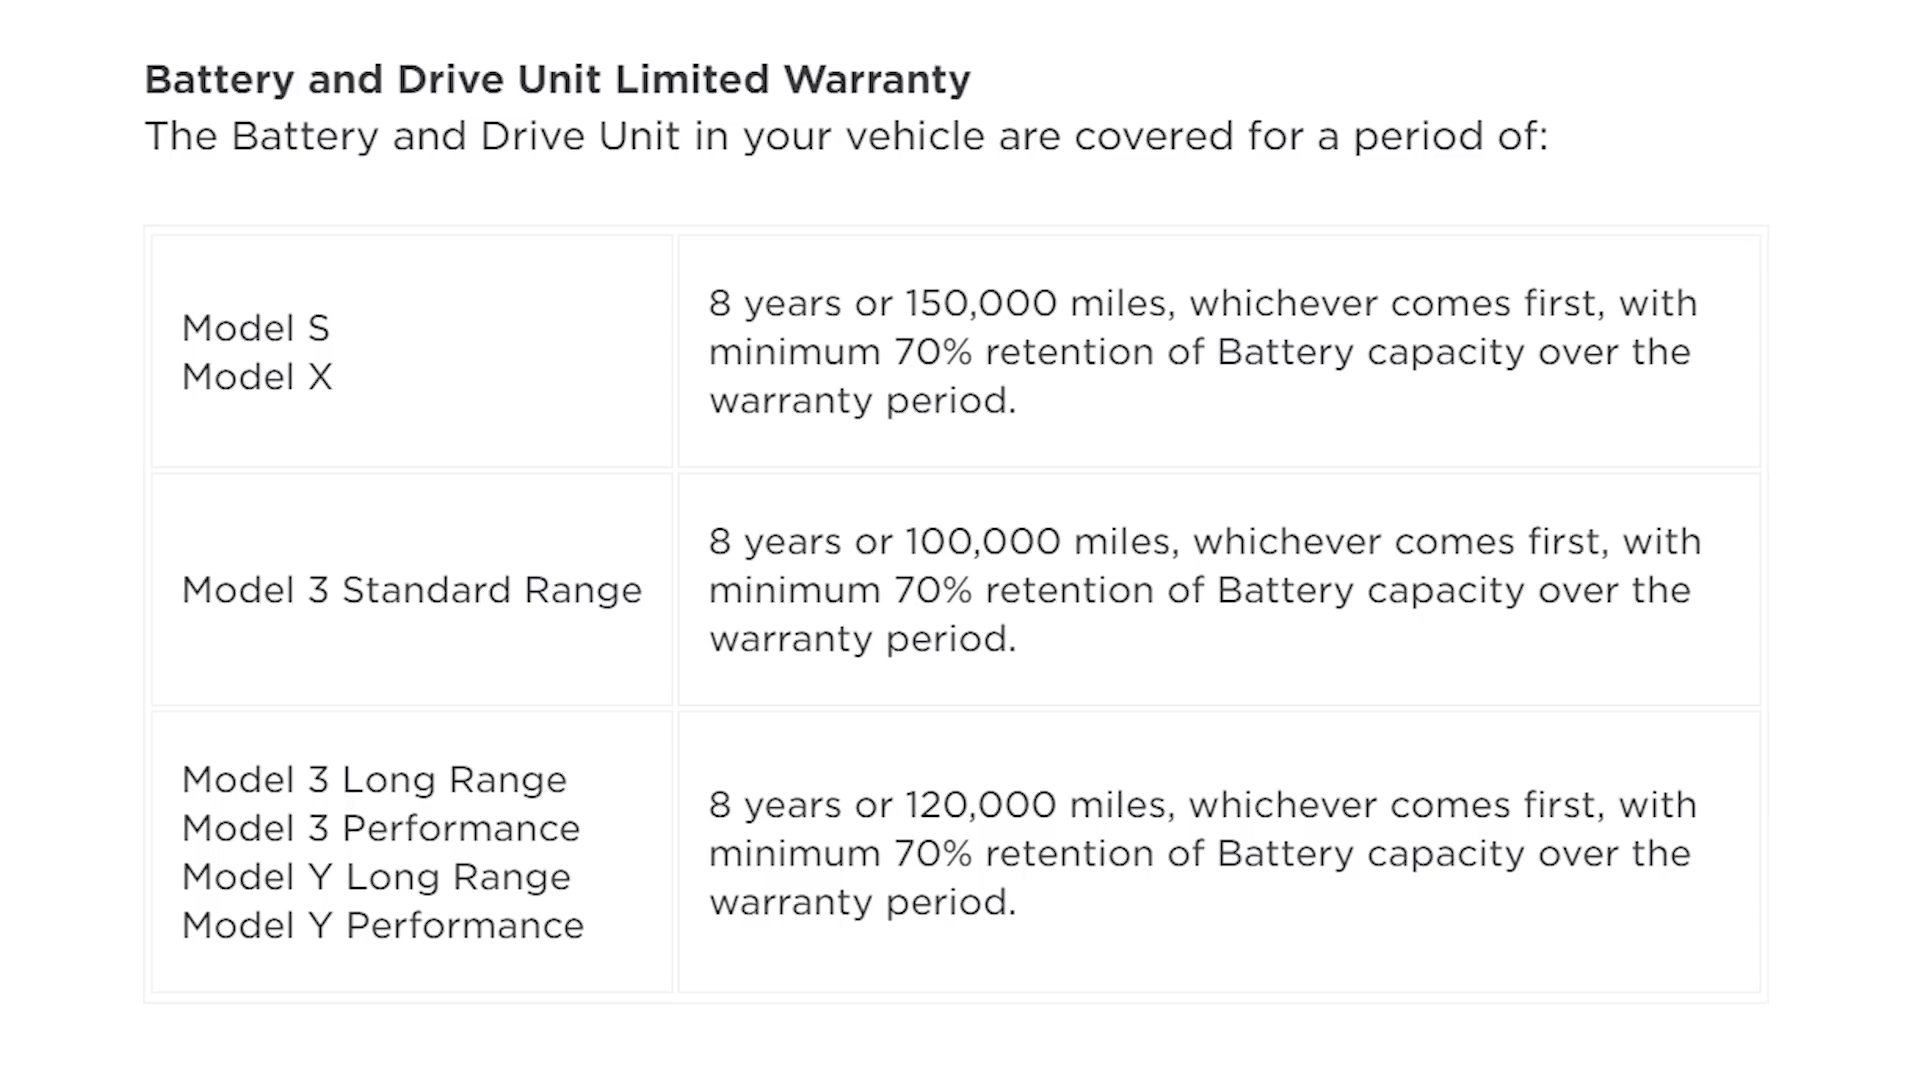 Battery and Drive Unit Limited Warranty
The Battery and Drive Unit in your vehicle are covered for a period of:
Model S
Model X
8 years or 150,000 miles, whichever comes first, with
minimum 70% retention of Battery capacity over the
warranty period.
Model 3 Standard Range
8 years or 100,000 miles, whichever comes first, with
minimum 70% retention of Battery capacity over the
warranty period.
Model 3 Long Range
Model 3 Performance
Model Y Long Range
Model Y Performance
8 years or 120,000 miles, whichever comes first, with
minimum 70% retention of Battery capacity over the
warranty period.